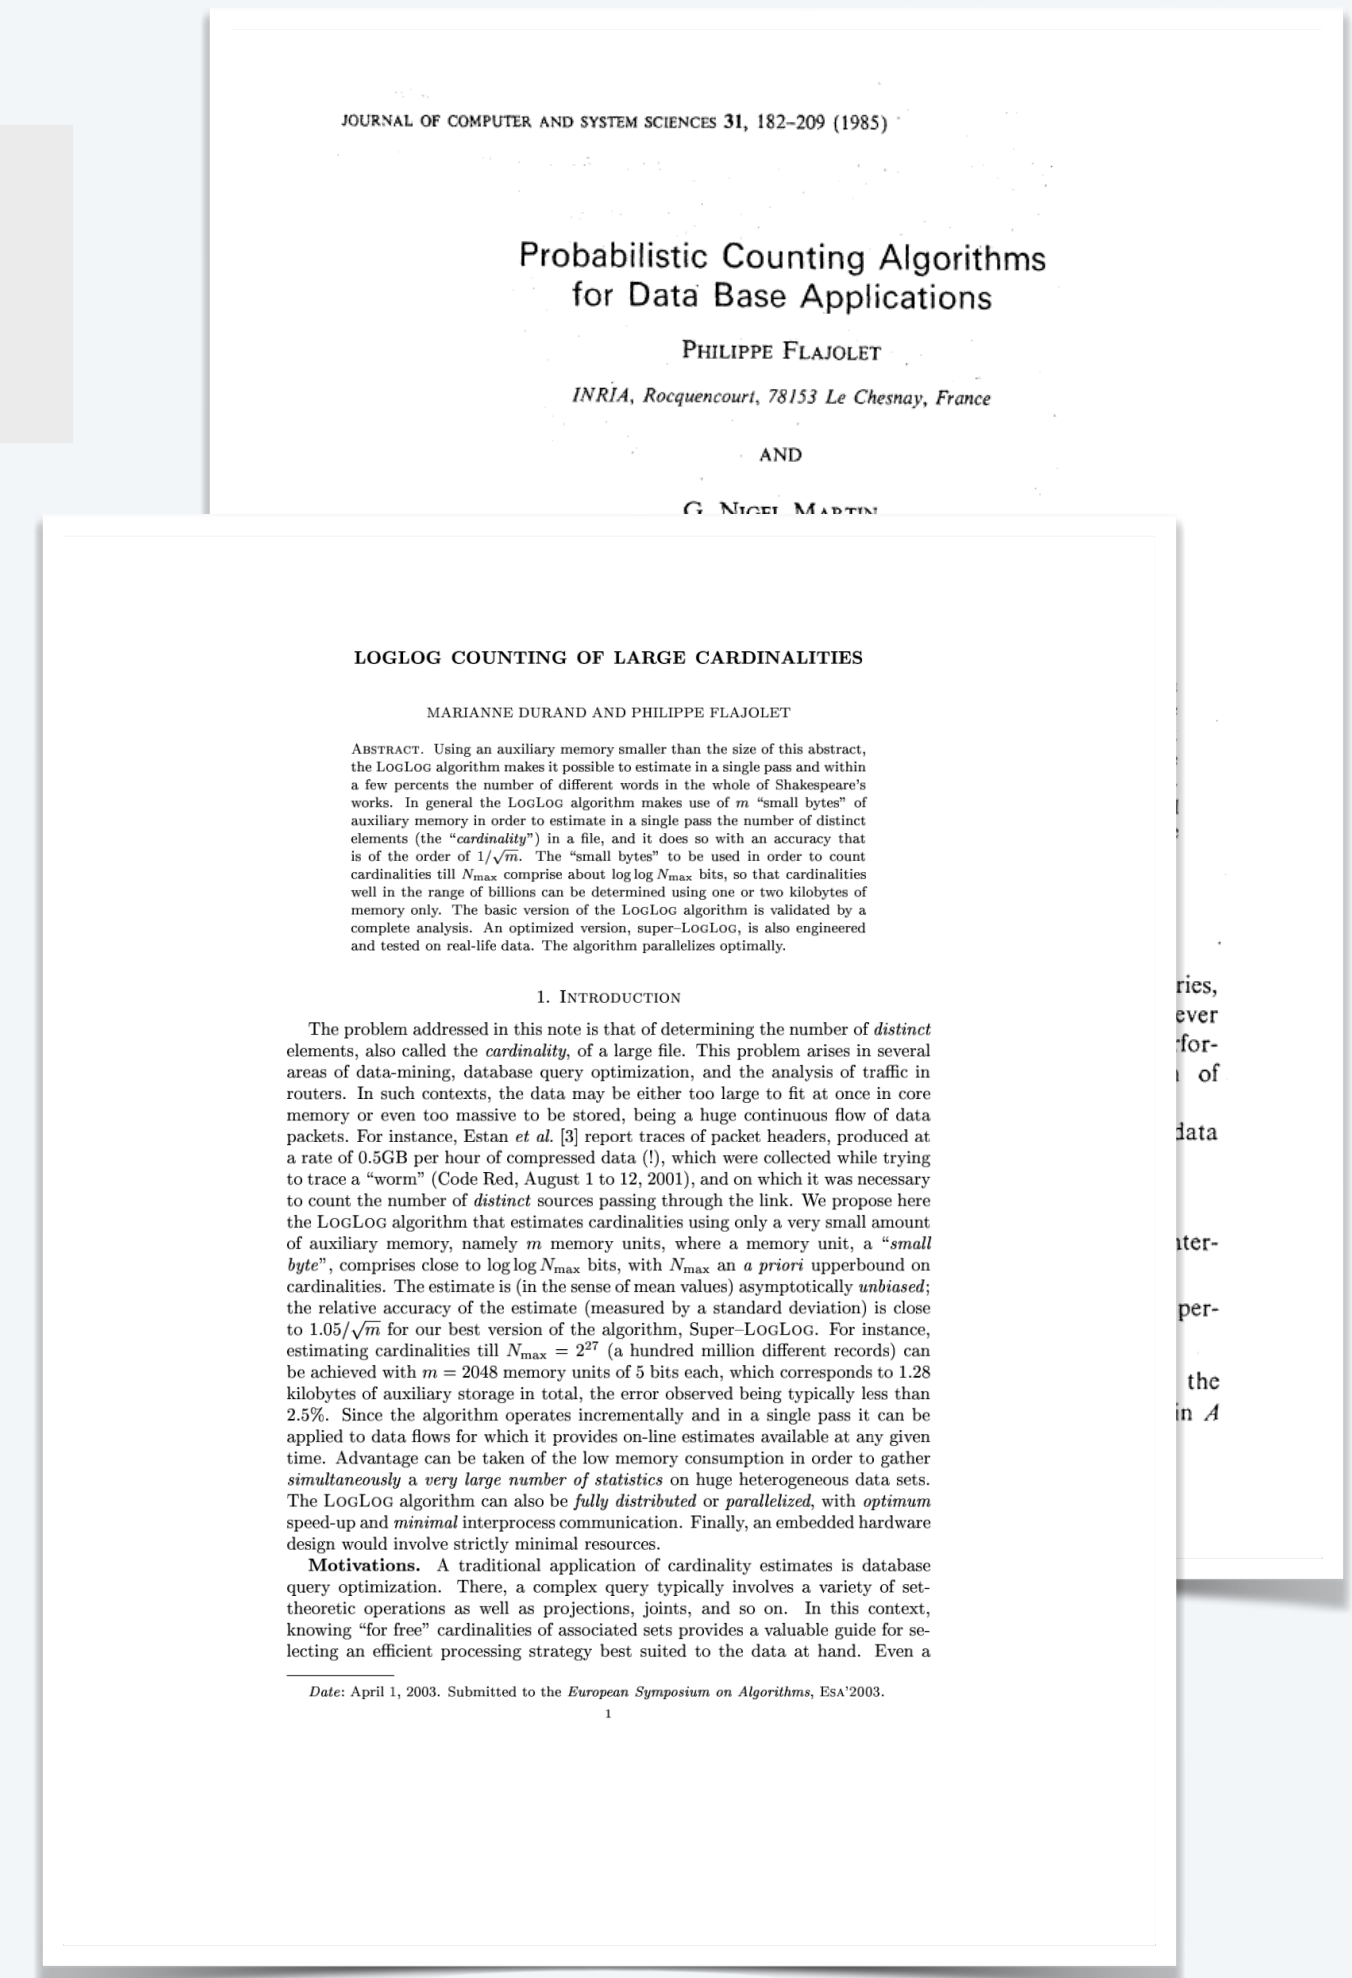 JOURNAL OF COMPUTER AND SYSTEM SCIENCES 31, 182–209 (1985)
Probabilistic Counting Algorithms
for Data Base Applications
PHILIPPE FLAJOLET
INRIA, Rocquencourt, 78153 Le Chesnay, France
AND
G. NIGEL MARTIN
LOGLOG COUNTING OF LARGE CARDINALITIES
MARIANNE DURAND AND PHILIPPE FLAJOLET
ABSTRACT. Using an auxiliary memory smaller than the size of this abstract,
the LOGLOG algorithm makes it possible to estimate in a single pass and within
a few percents the number of different words in the whole of Shakespeare's
works. In general the LOGLOG algorithm makes use of m “small bytes” of
auxiliary memory in order to estimate in a single pass the number of distinct
elements (the “cardinality”) in a file, and it does so with an accuracy that
is of the order of 1/√m. The “small bytes” to be used in order to count
cardinalities till Nmax comprise about log log Nmax bits, so that cardinalities
well in the range of billions can be determined using one or two kilobytes of
memory only. The basic version of the LOGLOG algorithm is validated by a
complete analysis. An optimized version, super–LOGLOG, is also engineered
and tested on real-life data. The algorithm parallelizes optimally.
1. INTRODUCTION
The problem addressed in this note is that of determining the number of distinct
elements, also called the cardinality, of a large file. This problem arises in several
areas of data-mining, database query optimization, and the analysis of traffic in
routers. In such contexts, the data may be either too large to fit at once in core
memory or even too massive to be stored, being a huge continuous flow of data
packets. For instance, Estan et al. [3] report traces of packet headers, produced at
a rate of 0.5GB per hour of compressed data (!), which were collected while trying
to trace a “worm” (Code Red, August 1 to 12, 2001), and on which it was necessary
to count the number of distinct sources passing through the link. We propose here
the LOGLOG algorithm that estimates cardinalities using only a very small amount
of auxiliary memory, namely m memory units, where a memory unit, a “small
byte”, comprises close to log log Nmax bits, with Nmax an a priori upperbound on
cardinalities. The estimate is (in the sense of mean values) asymptotically unbiased;
the relative accuracy of the estimate (measured by a standard deviation) is close
to 1.05/√m for our best version of the algorithm, Super–LOGLOG. For instance,
estimating cardinalities till Nmax = 2^27 (a hundred million different records) can
be achieved with m = 2048 memory units of 5 bits each, which corresponds to 1.28
kilobytes of auxiliary storage in total, the error observed being typically less than
2.5%. Since the algorithm operates incrementally and in a single pass it can be
applied to data flows for which it provides on-line estimates available at any given
time. Advantage can be taken of the low memory consumption in order to gather
simultaneously a very large number of statistics on huge heterogeneous data sets.
The LOGLOG algorithm can also be fully distributed or parallelized, with optimum
speed-up and minimal interprocess communication. Finally, an embedded hardware
design would involve strictly minimal resources.
Motivations. A traditional application of cardinality estimates is database
query optimization. There, a complex query typically involves a variety of set-
theoretic operations as well as projections, joints, and so on. In this context,
knowing “for free” cardinalities of associated sets provides a valuable guide for se-
lecting an efficient processing strategy best suited to the data at hand. Even a
Date: April 1, 2003. Submitted to the European Symposium on Algorithms, ESA'2003.
1
ries,
ever
for-
of
data
nter-
per-
the
in A